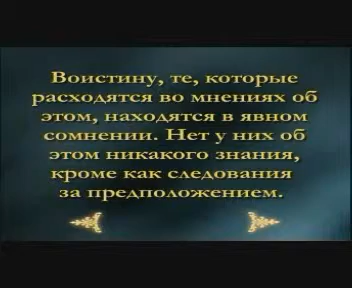 Воистину, те, которые
расходятся во мнениях об
этом, находятся в явном
сомнении. Нет у них об
этом никакого знания,
кроме как следования
за предположением.